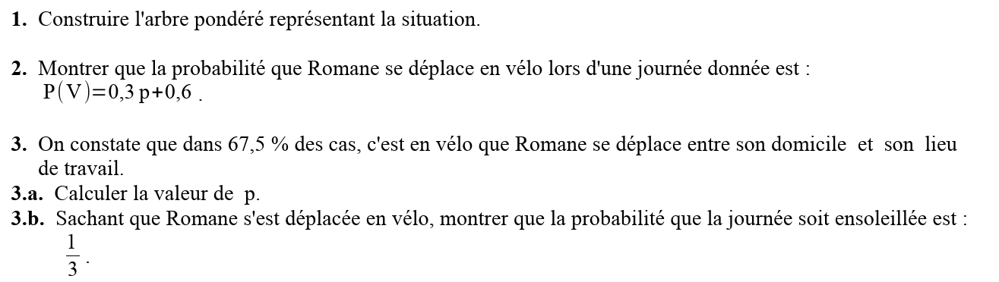 1. Construire l'arbre pondéré représentant la situation.
2. Montrer que la probabilité que Romane se déplace en vélo lors d'une journée donnée est :
P(V)=0,3 p+0,6 .
3. On constate que dans 67,5 % des cas, c'est en vélo que Romane se déplace entre son domicile et son lieu
de travail.
3.a. Calculer la valeur de p.
3.b. Sachant que Romane s'est déplacée en vélo, montrer que la probabilité que la journée soit ensoleillée est :
1/3 .